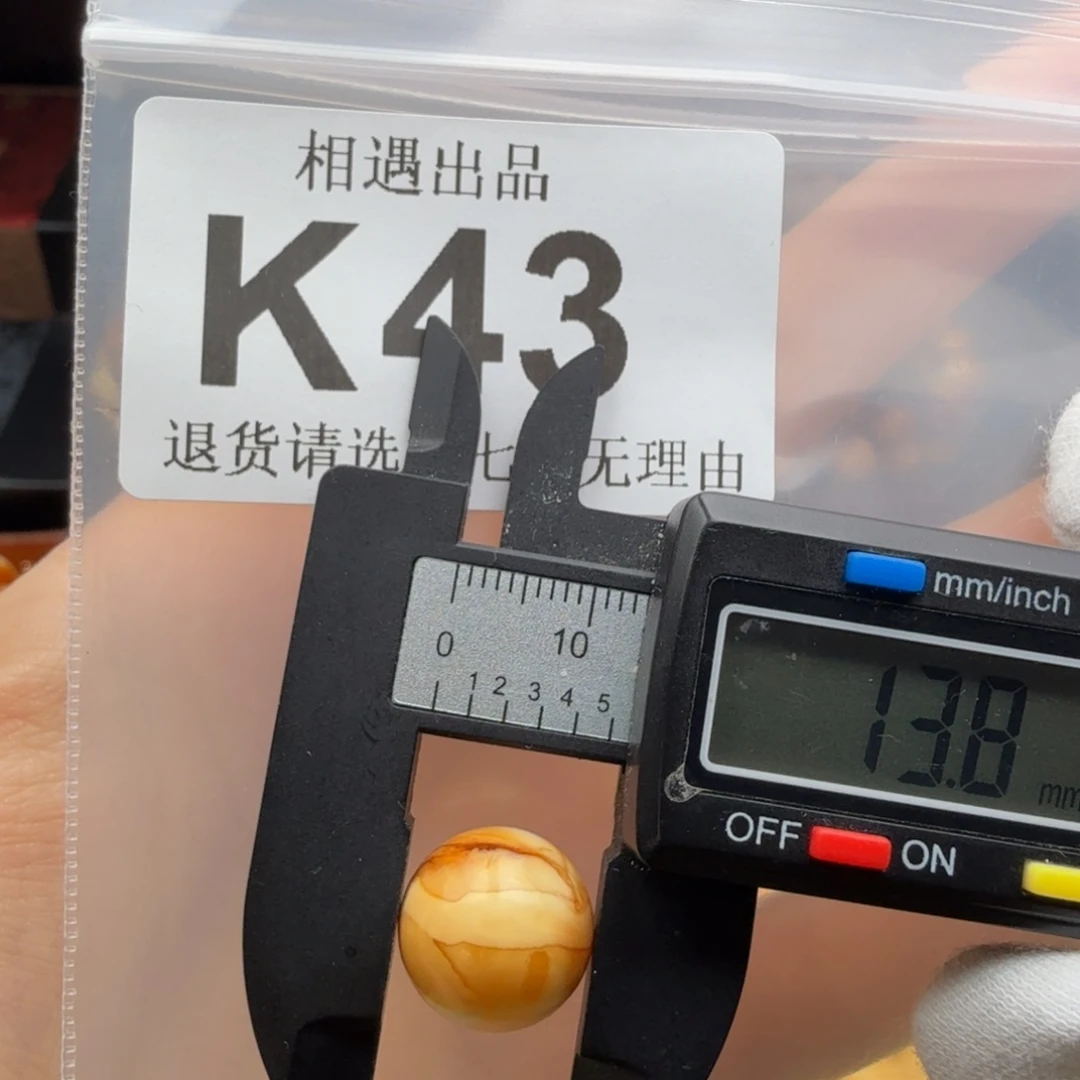 相遇出品
K43
退货请选 七 无理由
mm/inch
0 10
1 2 3 4 5
13.8 mm
OFF ON